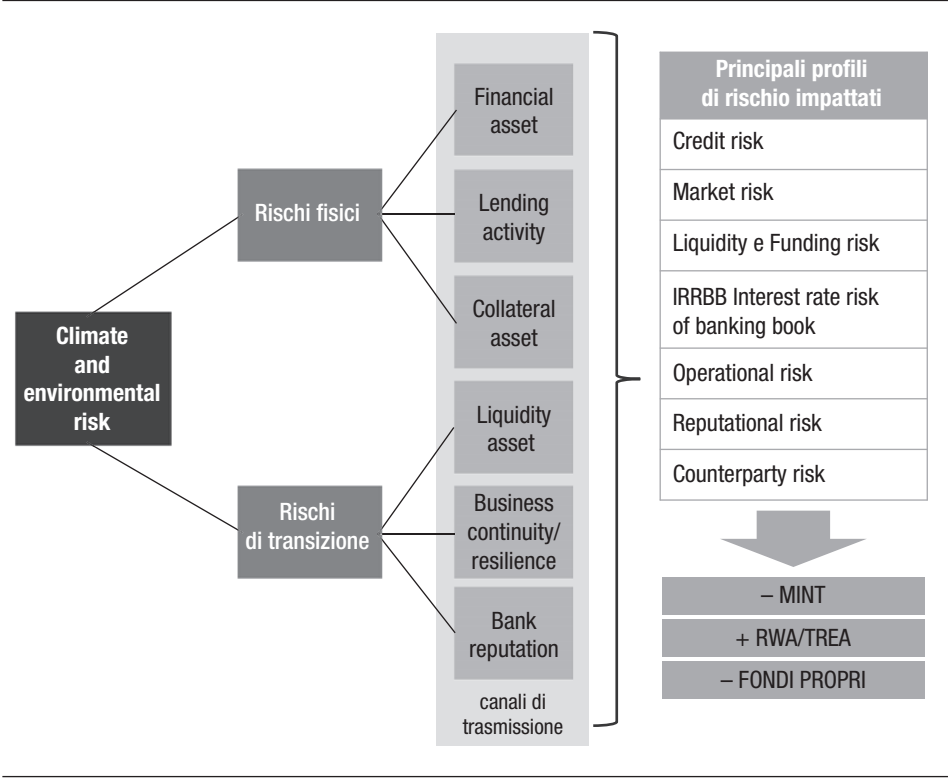 Climate
and
environmental
risk
Rischi fisici
Rischi
di transizione
Financial
asset
Lending
activity
Collateral
asset
Liquidity
asset
Business
continuity/
resilience
Bank
reputation
canali di
trasmissione
Principali profili
di rischio impattati
Credit risk
Market risk
Liquidity e Funding risk
IRRBB Interest rate risk
of banking book
Operational risk
Reputational risk
Counterparty risk
– MINT
+ RWA/TREA
– FONDI PROPRI